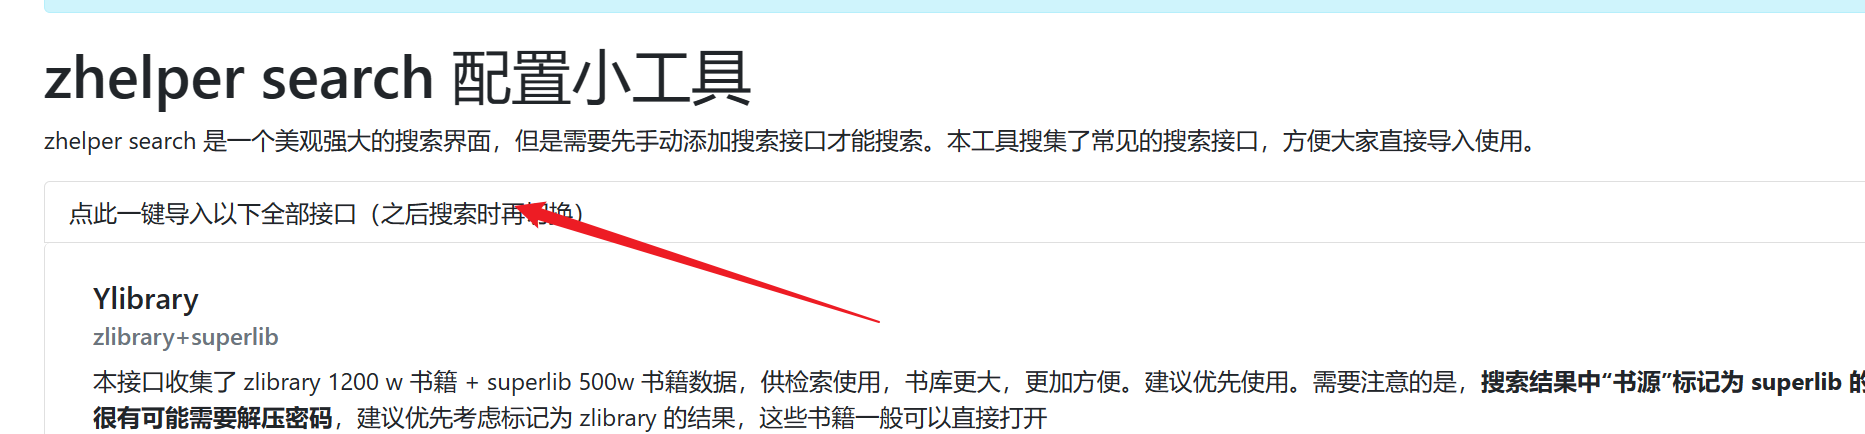 zhelper search 配置小工具
zhelper search 是一个美观强大的搜索界面，但是需要先手动添加搜索接口才能搜索。本工具搜集了常见的搜索接口，方便大家直接导入使用。
点此一键导入以下全部接口（之后搜索时再切换）
Ylibrary
zlibrary+superlib
本接口收集了 zlibrary 1200 w 书籍 + superlib 500w 书籍数据，供检索使用，书库更大，更加方便。建议优先使用。需要注意的是，搜索结果中“书源”标记为 superlib 的
很有可能需要解压密码，建议优先考虑标记为 zlibrary 的结果，这些书籍一般可以直接打开